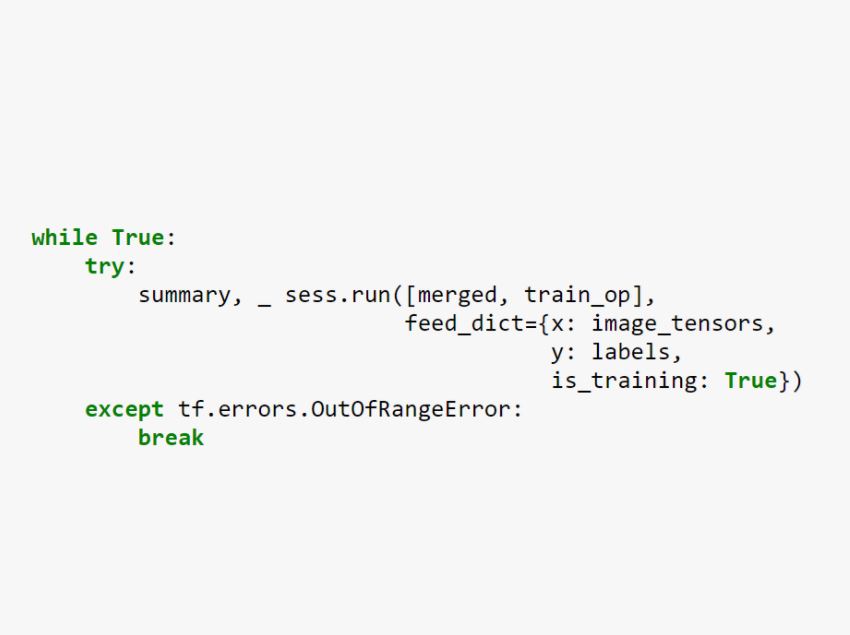 while True:
    try:
        summary, _ sess.run([merged, train_op],
                            feed_dict={x: image_tensors,
                                       y: labels,
                                       is_training: True})
    except tf.errors.OutOfRangeError:
        break